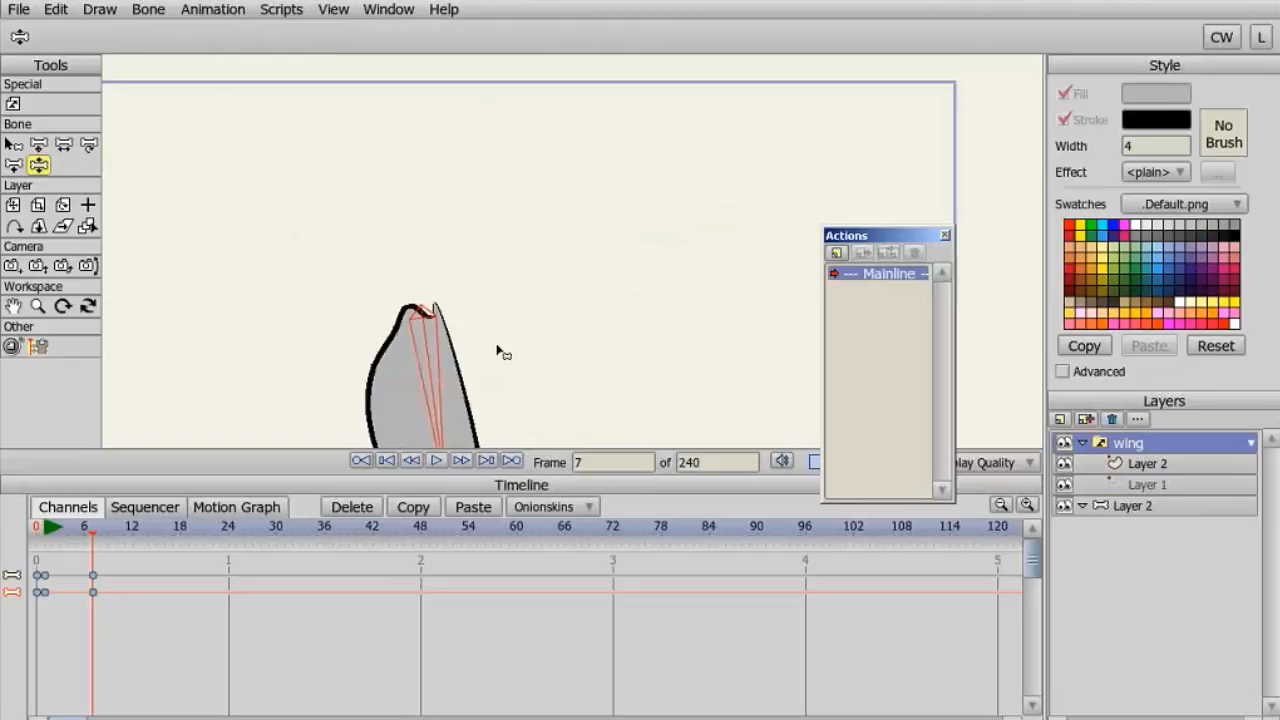 File Edit Draw Bone Animation Scripts View Window Help
CW L
Tools
Special
Bone
Layer
Camera
Workspace
Other
Style
Fill
Stroke
Width 4
No Brush
Effect <plain> ...
Swatches .Default.png
Copy Paste Reset
Advanced
Layers
wing
Layer 2
Layer 1
Layer 2
Actions
--- Mainline --
Frame 7 of 240
lay Quality
Timeline
Channels Sequencer Motion Graph Delete Copy Paste Onionskins
0 6 12 18 24 30 36 42 48 54 60 66 72 78 84 90 96 102 108 114 120
0 1 2 3 4 5